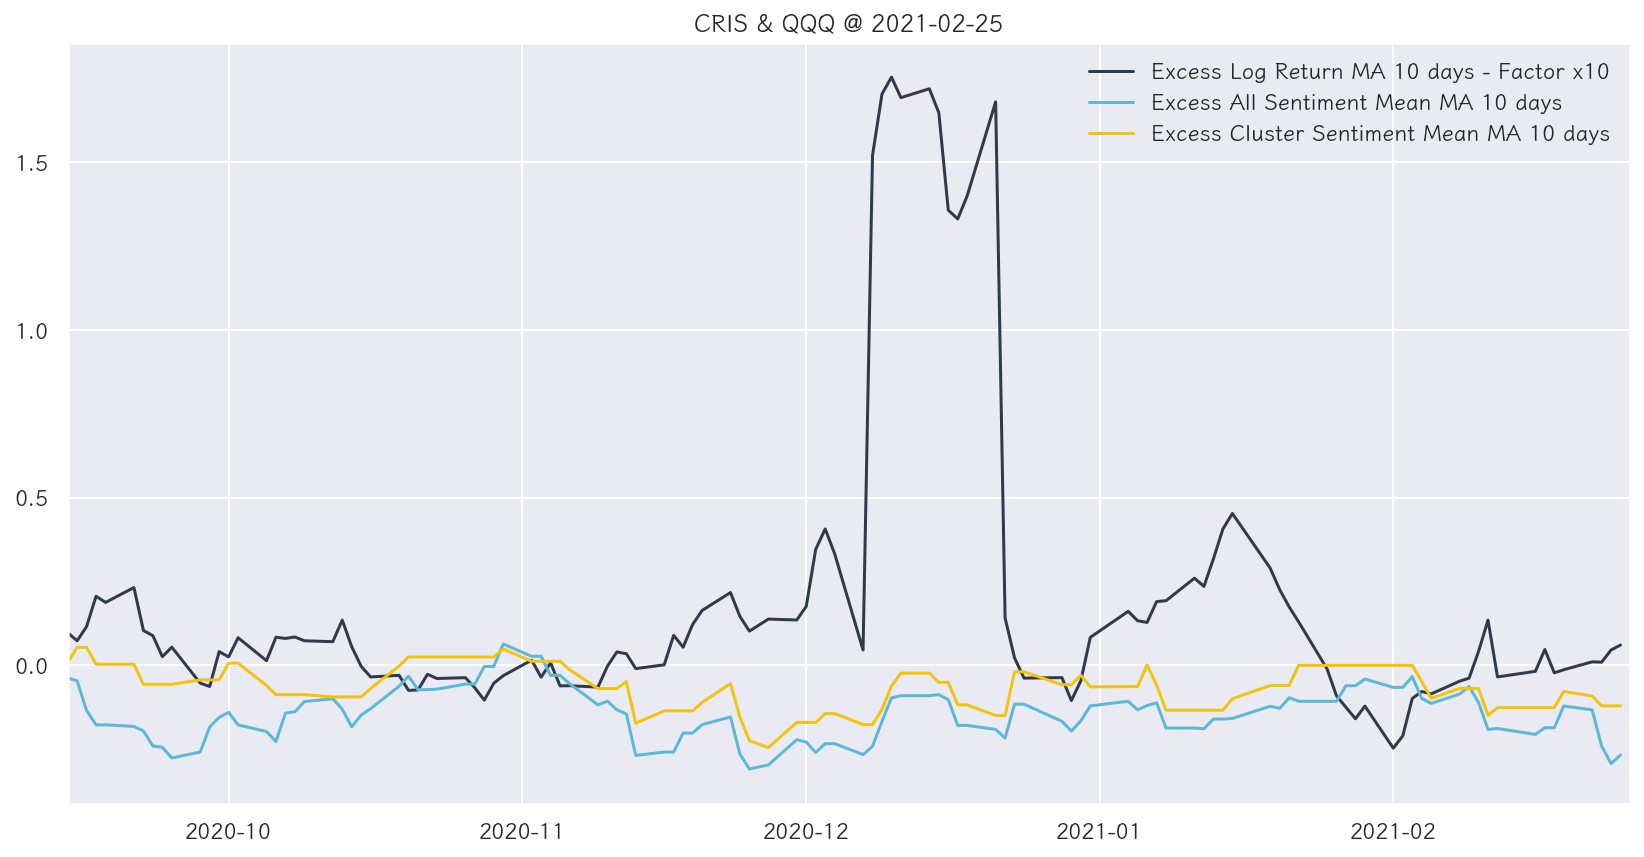 CRIS & QQQ @ 2021-02-25
Excess Log Return MA 10 days - Factor x10
Excess All Sentiment Mean MA 10 days
Excess Cluster Sentiment Mean MA 10 days
1.5
1.0
0.5
0.0
2020-10
2020-11
2020-12
2021-01
2021-02